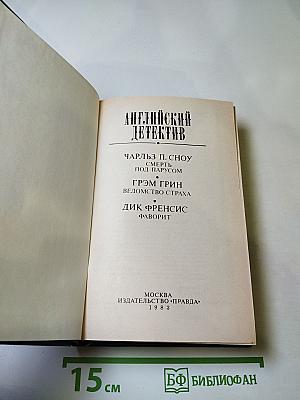 АНГЛИЙСКИЙ
ДЕТЕКТИВ
ЧАРЛЬЗ П. СНОУ
СМЕРТЬ
ПОД ПАРУСОМ
ГРЭМ ГРИН
ВЕДОМСТВО СТРАХА
ДИК ФРЕНСИС
ФАВОРИТ
МОСКВА
ИЗДАТЕЛЬСТВО «ПРАВДА»
1983
15 см
БФ БИБЛИОФАН